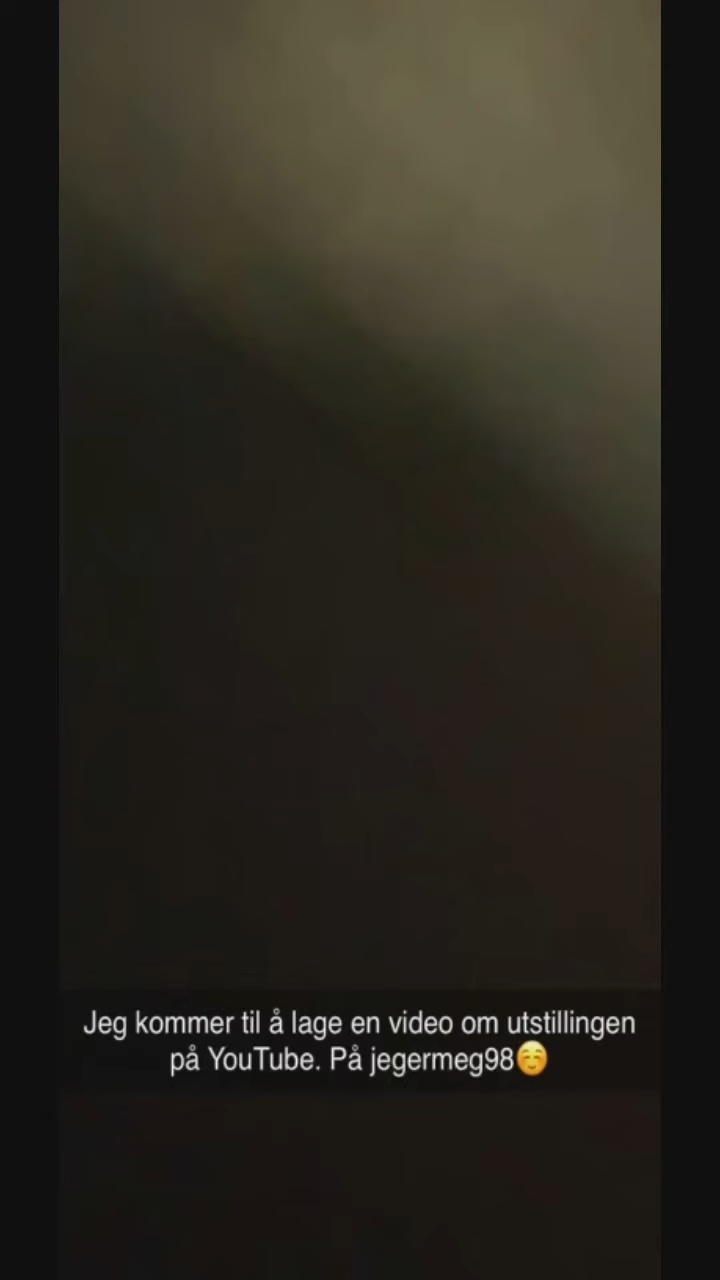 Jeg kommer til å lage en video om utstillingen
på YouTube. På jegermeg98☺️